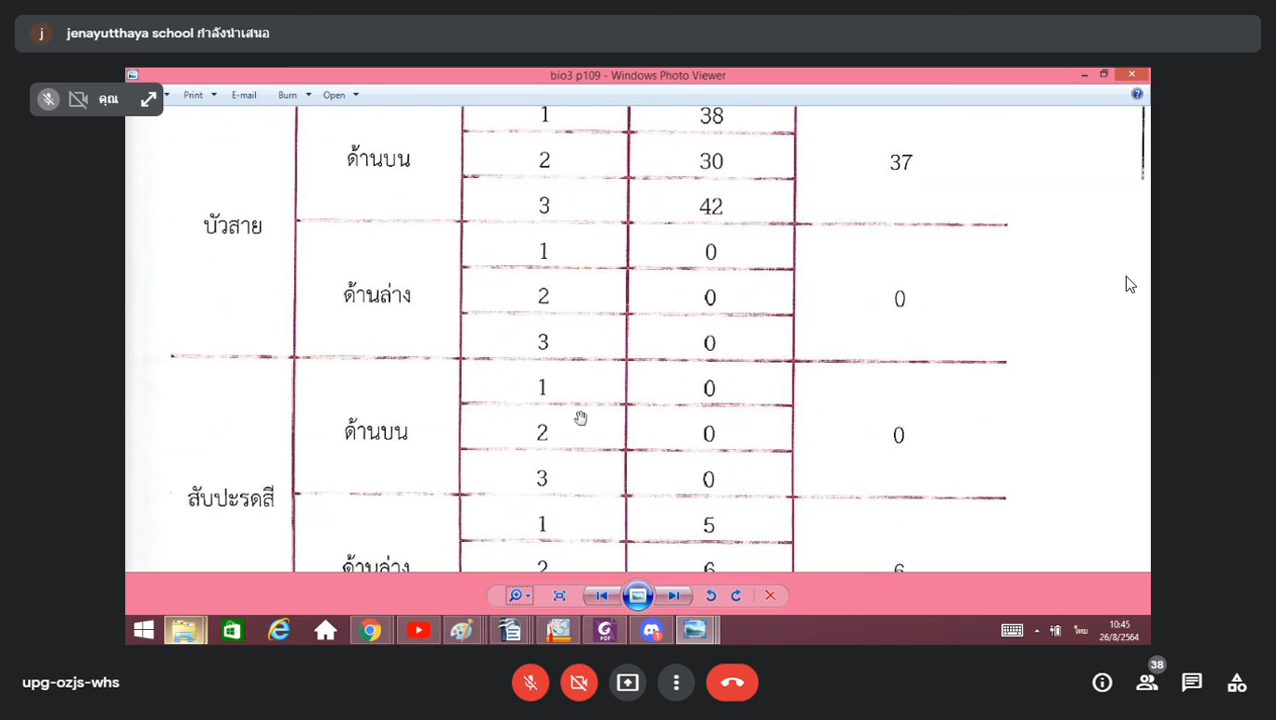 j jenayutthaya school กำลังนำเสนอ
bio3 p109 - Windows Photo Viewer
คุณ
Print E-mail Burn Open
1 38
ด้านบน 2 30 37
3 42
บัวสาย
1 0
ด้านล่าง 2 0 0
3 0
1 0
ด้านบน 2 0 0
3 0
สับปะรดสี
1 5
ด้านล่าง 2 6 6
ไทย
10:45
26/8/2564
upg-ozjs-whs
38